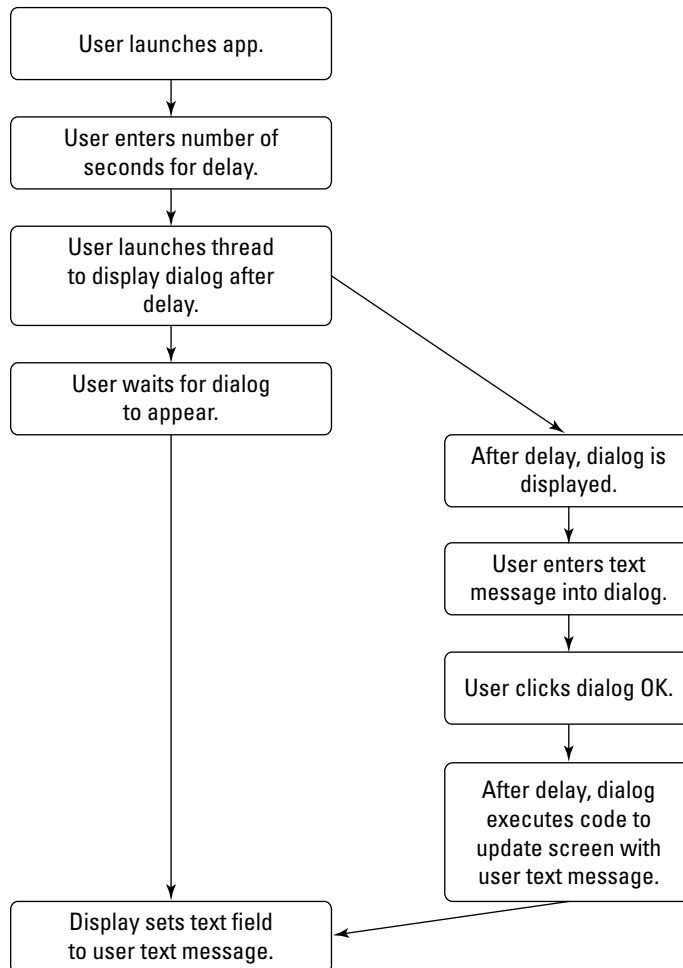 User launches app.
User enters number of
seconds for delay.
User launches thread
to display dialog after
delay.
User waits for dialog
to appear.
After delay, dialog is
displayed.
User enters text
message into dialog.
User clicks dialog OK.
After delay, dialog
executes code to
update screen with
user text message.
Display sets text field
to user text message.